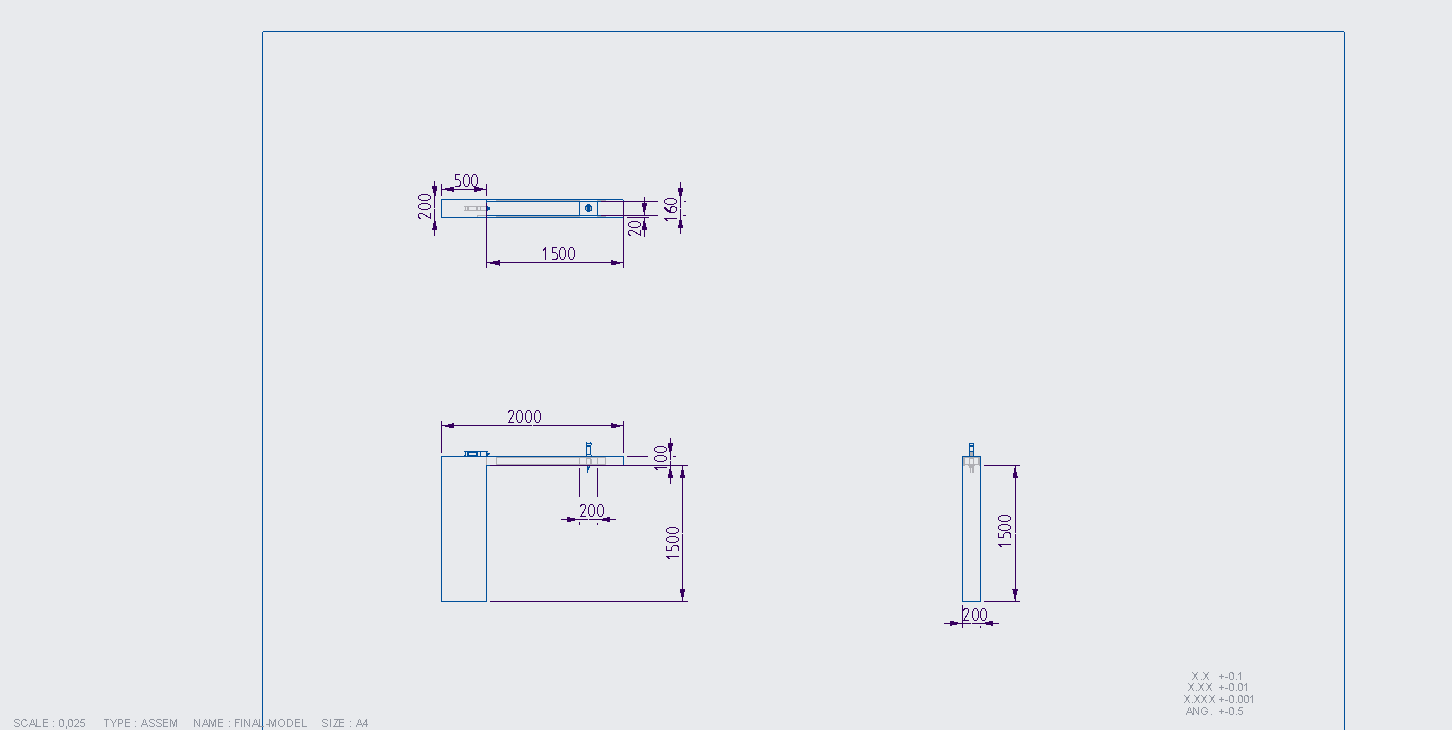 500
200
160
20
1500
2000
100
200
1500
1500
200
X.X +-0.1
X.XX +-0.01
X.XXX +-0.001
ANG. +-0.5
SCALE : 0,025 TYPE : ASSEM NAME : FINAL-MODEL SIZE : A4